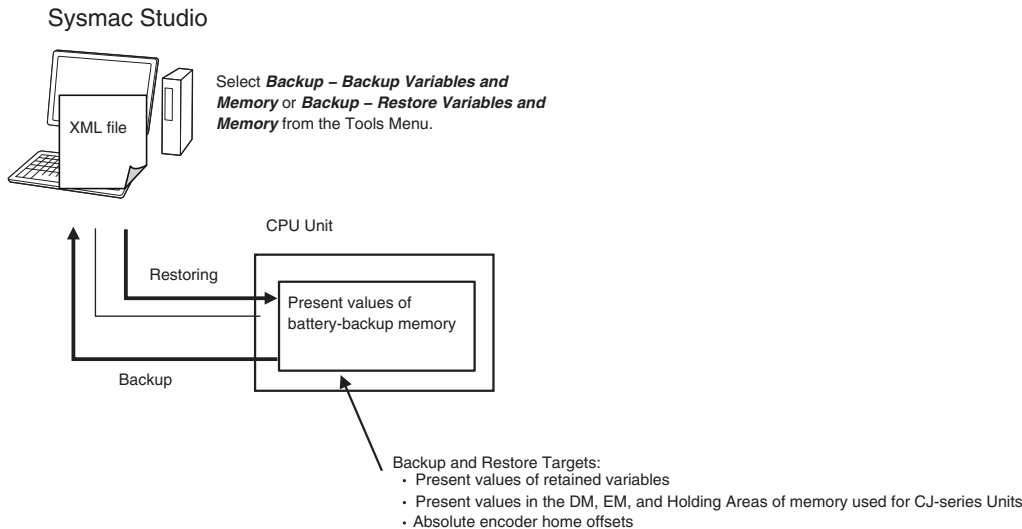 Sysmac Studio
XML file
Select Backup – Backup Variables and
Memory or Backup – Restore Variables and
Memory from the Tools Menu.
CPU Unit
Restoring
Present values of
battery-backup memory
Backup
Backup and Restore Targets:
• Present values of retained variables
• Present values in the DM, EM, and Holding Areas of memory used for CJ-series Units
• Absolute encoder home offsets